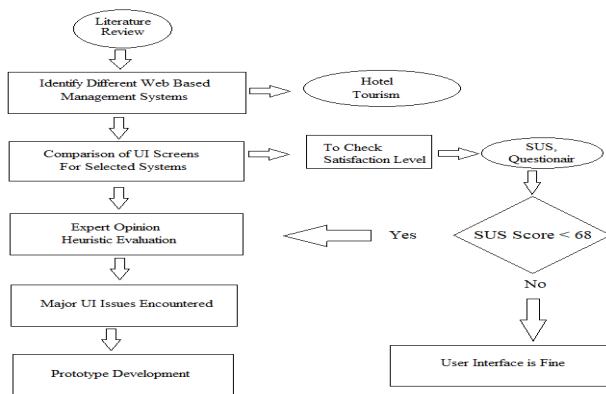 Literature
Review
Identify Different Web Based
Management Systems
Hotel
Tourism
Comparison of UI Screens
For Selected Systems
To Check
Satisfaction Level
SUS,
Questionair
Expert Opinion
Heuristic Evaluation
Yes
SUS Score < 68
No
Major UI Issues Encountered
Prototype Development
User Interface is Fine